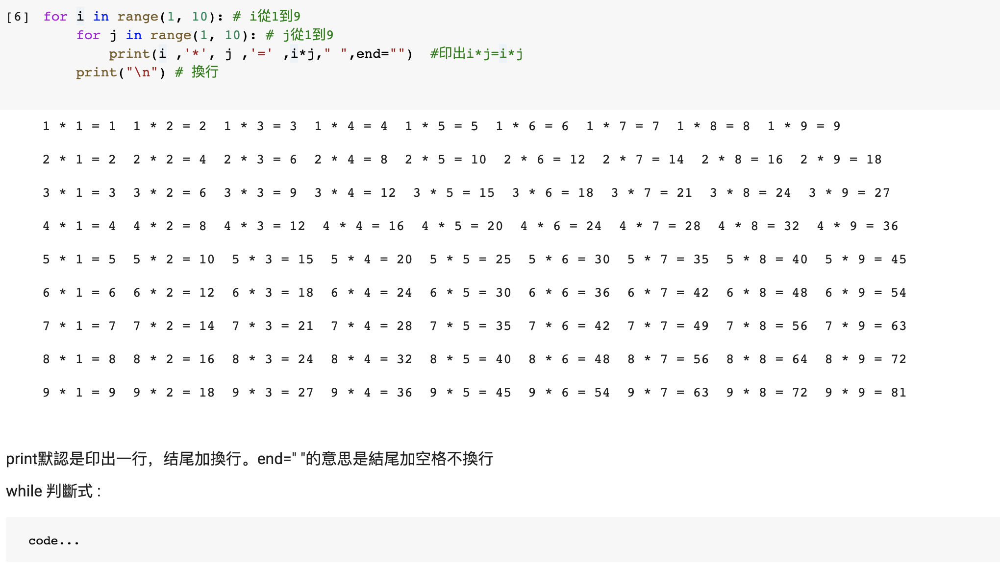 [6] for i in range(1, 10): # i從1到9
for j in range(1, 10): # j從1到9
print(i ,'*', j ,'=' ,i*j," ",end="")  #印出i*j=i*j
print("\n") # 換行
1 * 1 = 1  1 * 2 = 2  1 * 3 = 3  1 * 4 = 4  1 * 5 = 5  1 * 6 = 6  1 * 7 = 7  1 * 8 = 8  1 * 9 = 9
2 * 1 = 2  2 * 2 = 4  2 * 3 = 6  2 * 4 = 8  2 * 5 = 10  2 * 6 = 12  2 * 7 = 14  2 * 8 = 16  2 * 9 = 18
3 * 1 = 3  3 * 2 = 6  3 * 3 = 9  3 * 4 = 12  3 * 5 = 15  3 * 6 = 18  3 * 7 = 21  3 * 8 = 24  3 * 9 = 27
4 * 1 = 4  4 * 2 = 8  4 * 3 = 12  4 * 4 = 16  4 * 5 = 20  4 * 6 = 24  4 * 7 = 28  4 * 8 = 32  4 * 9 = 36
5 * 1 = 5  5 * 2 = 10  5 * 3 = 15  5 * 4 = 20  5 * 5 = 25  5 * 6 = 30  5 * 7 = 35  5 * 8 = 40  5 * 9 = 45
6 * 1 = 6  6 * 2 = 12  6 * 3 = 18  6 * 4 = 24  6 * 5 = 30  6 * 6 = 36  6 * 7 = 42  6 * 8 = 48  6 * 9 = 54
7 * 1 = 7  7 * 2 = 14  7 * 3 = 21  7 * 4 = 28  7 * 5 = 35  7 * 6 = 42  7 * 7 = 49  7 * 8 = 56  7 * 9 = 63
8 * 1 = 8  8 * 2 = 16  8 * 3 = 24  8 * 4 = 32  8 * 5 = 40  8 * 6 = 48  8 * 7 = 56  8 * 8 = 64  8 * 9 = 72
9 * 1 = 9  9 * 2 = 18  9 * 3 = 27  9 * 4 = 36  9 * 5 = 45  9 * 6 = 54  9 * 7 = 63  9 * 8 = 72  9 * 9 = 81
print默認是印出一行，结尾加換行。end=" "的意思是結尾加空格不換行
while 判斷式 :
code...